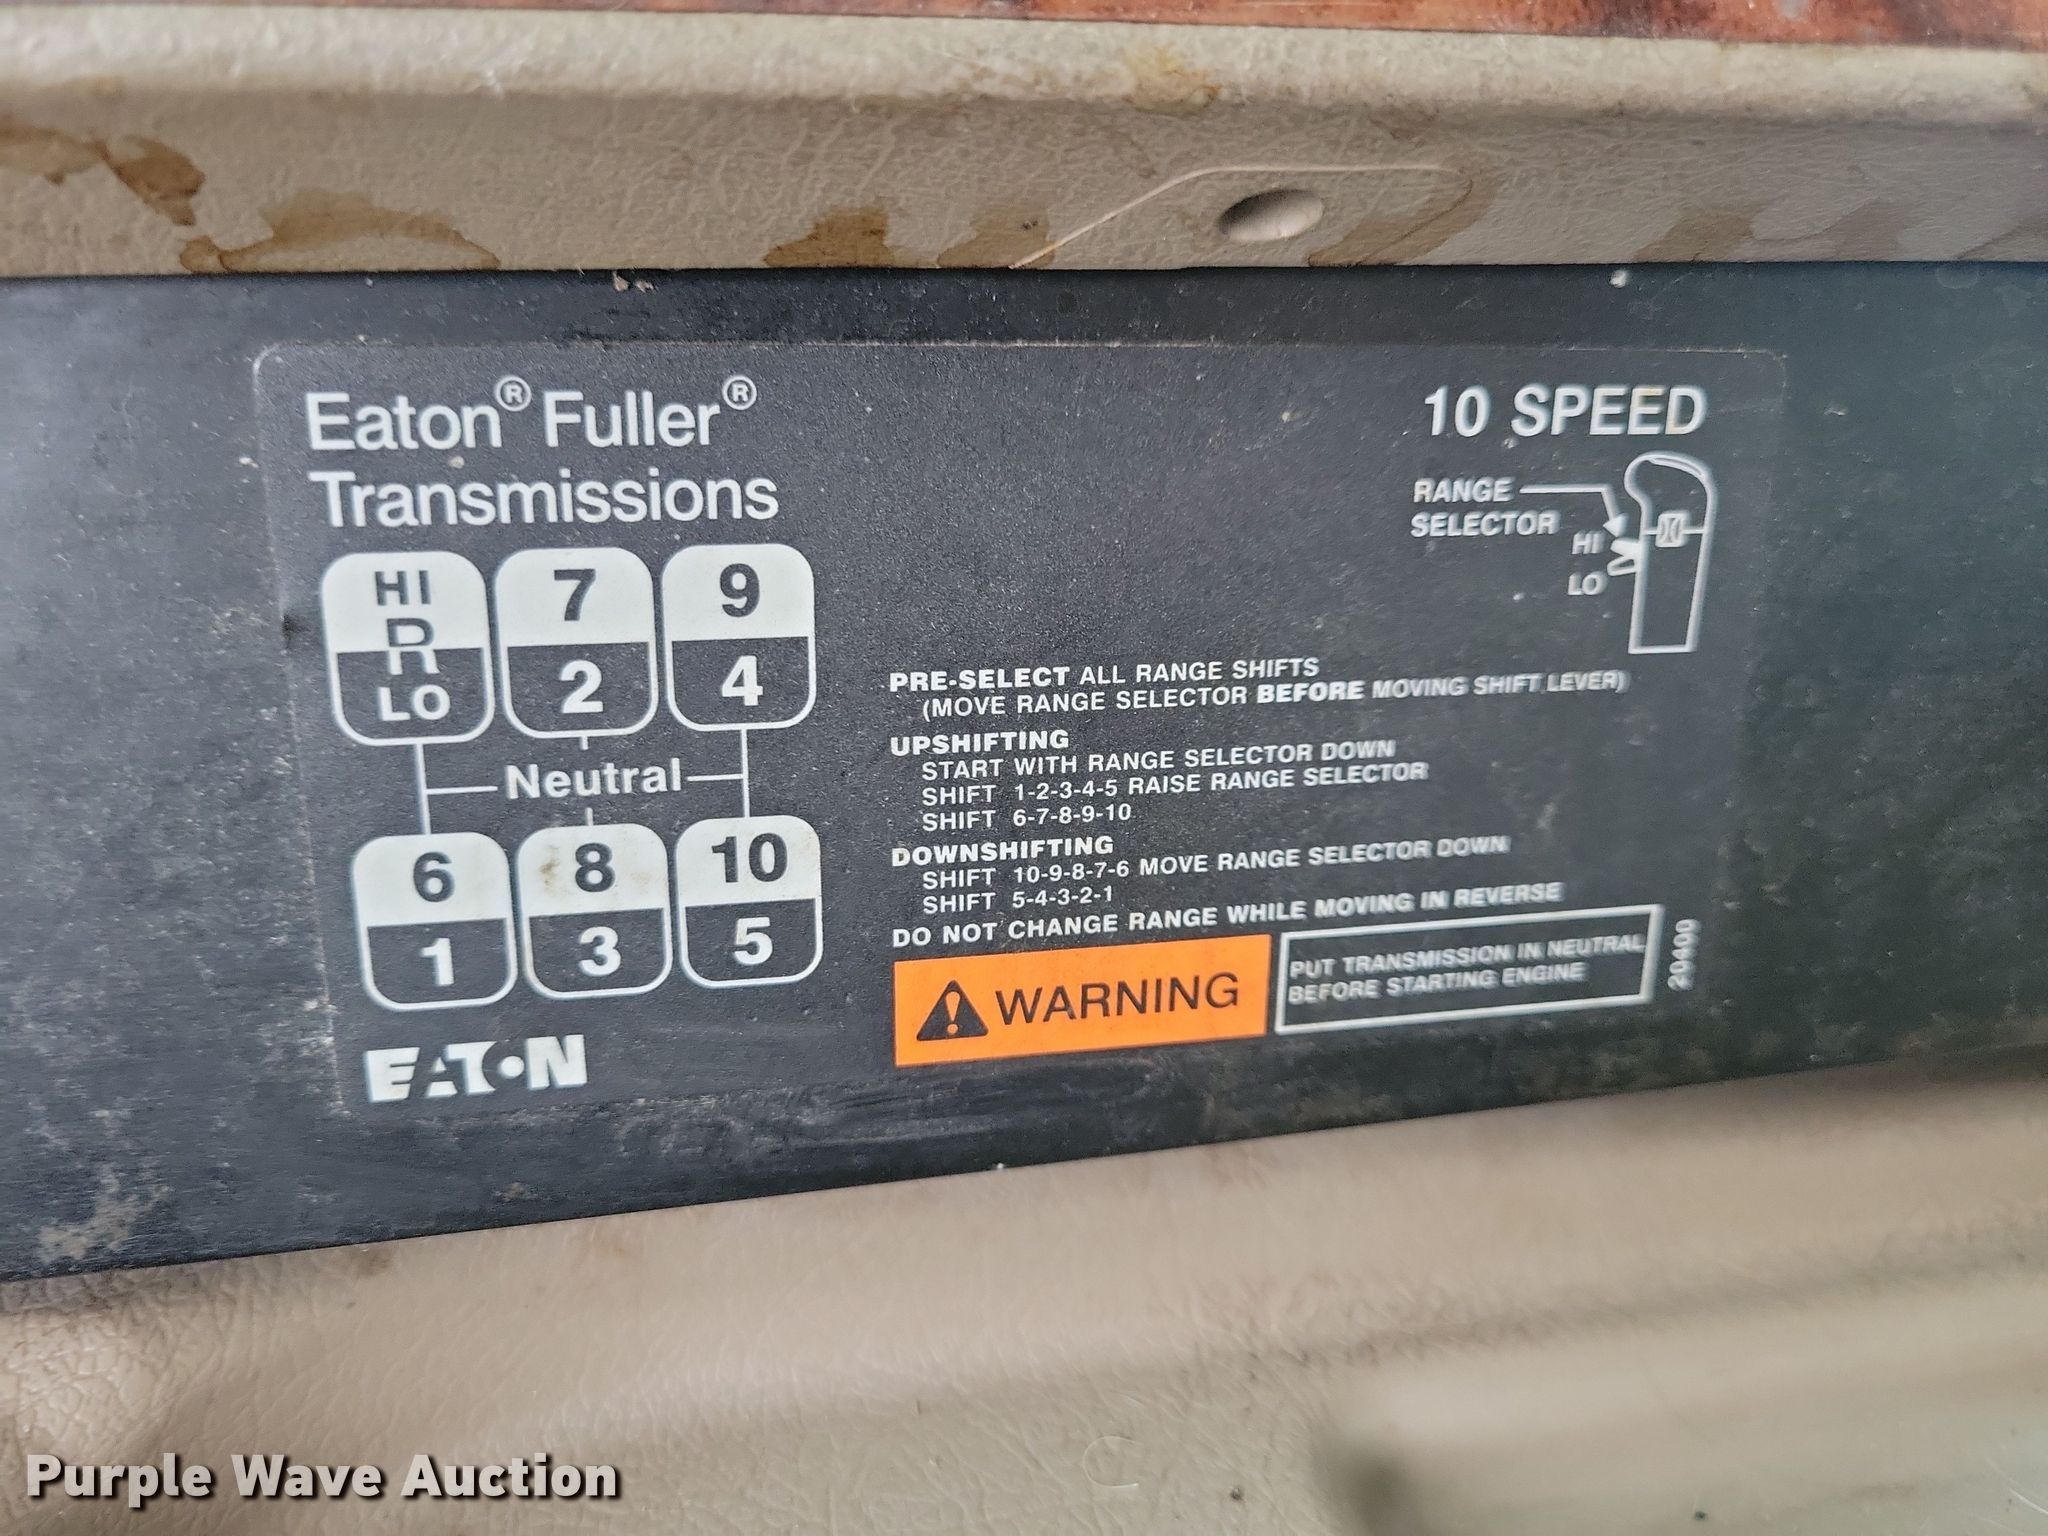 Eaton® Fuller®
Transmissions
10 SPEED
RANGE
SELECTOR
HI
LO
HI
R
LO
7
2
9
4
Neutral
6
1
8
3
10
5
EATON
PRE-SELECT ALL RANGE SHIFTS
(MOVE RANGE SELECTOR BEFORE MOVING SHIFT LEVER)
UPSHIFTING
START WITH RANGE SELECTOR DOWN
SHIFT 1-2-3-4-5 RAISE RANGE SELECTOR
SHIFT 6-7-8-9-10
DOWNSHIFTING
SHIFT 10-9-8-7-6 MOVE RANGE SELECTOR DOWN
SHIFT 5-4-3-2-1
DO NOT CHANGE RANGE WHILE MOVING IN REVERSE
WARNING
PUT TRANSMISSION IN NEUTRAL
BEFORE STARTING ENGINE
20400
Purple Wave Auction